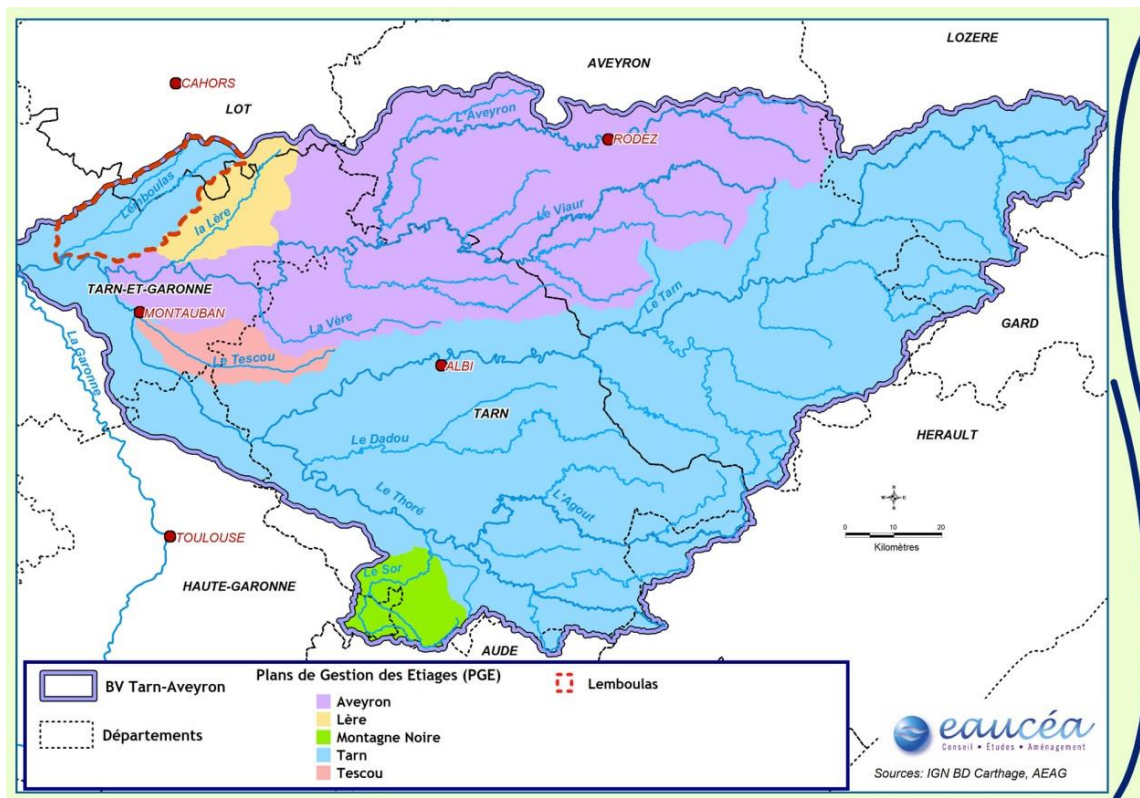 LOZERE
AVEYRON
CAHORS
LOT
L'Aveyron
RODEZ
Lemboulas
la Lère
Le Viaur
TARN-ET-GARONNE
Le Tarn
MONTAUBAN
GARD
La Vère
La Garonne
Le Tescou
ALBI
TARN
HERAULT
Le Dadou
Le Thoré
L'Agout
N
W E
S
0 10 20
Kilomètres
TOULOUSE
Le Sor
HAUTE-GARONNE
AUDE
BV Tarn-Aveyron
Départements
Plans de Gestion des Etiages (PGE)
Aveyron
Lère
Montagne Noire
Tarn
Tescou
Lemboulas
eaucéa
Conseil • Études • Aménagement
Sources: IGN BD Carthage, AEAG